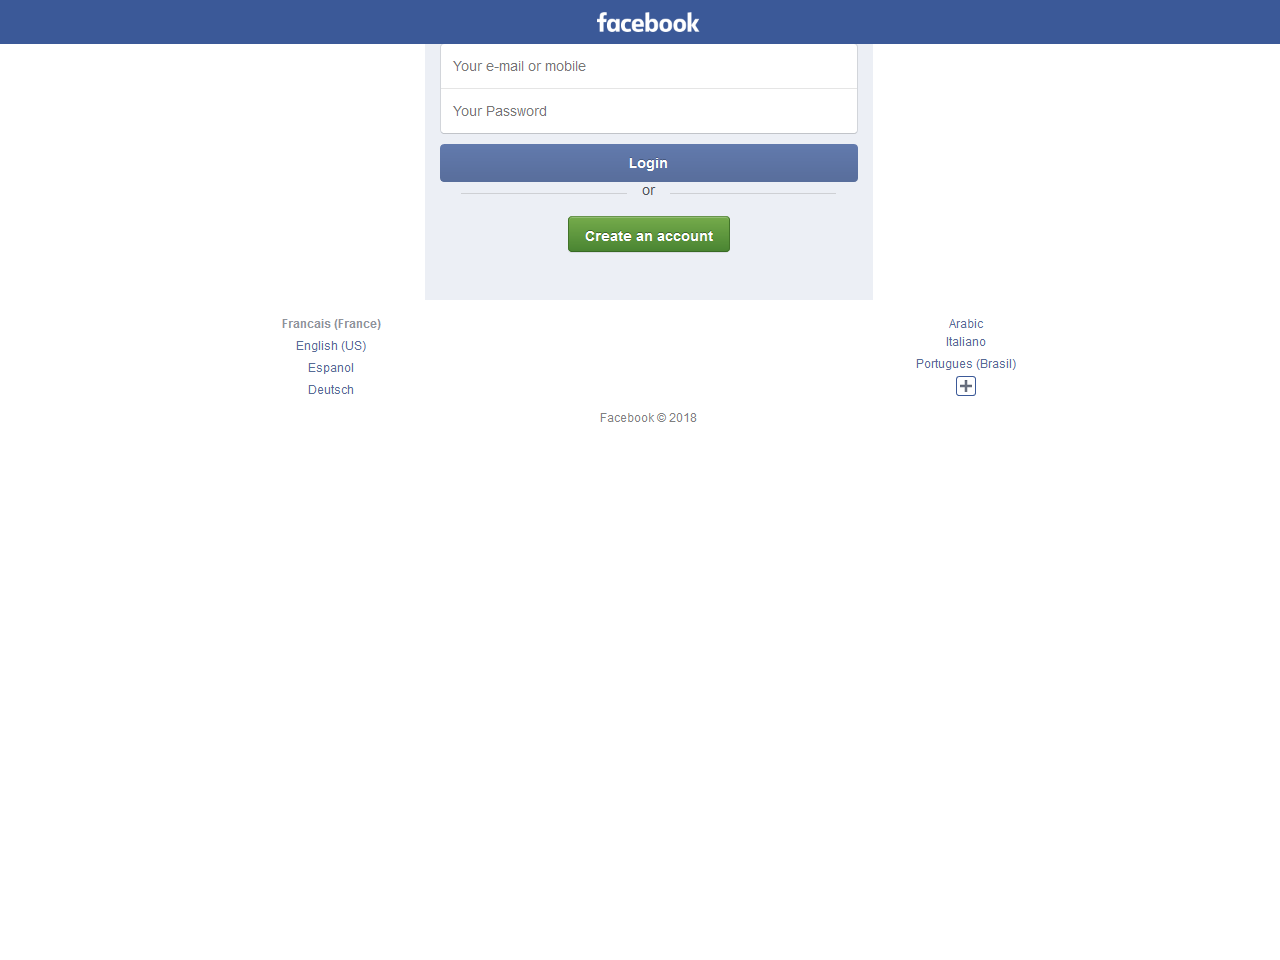 facebook
Your e-mail or mobile
Your Password
Login
or
Create an account
Francais (France)
English (US)
Espanol
Deutsch
Arabic
Italiano
Portugues (Brasil)
Facebook © 2018